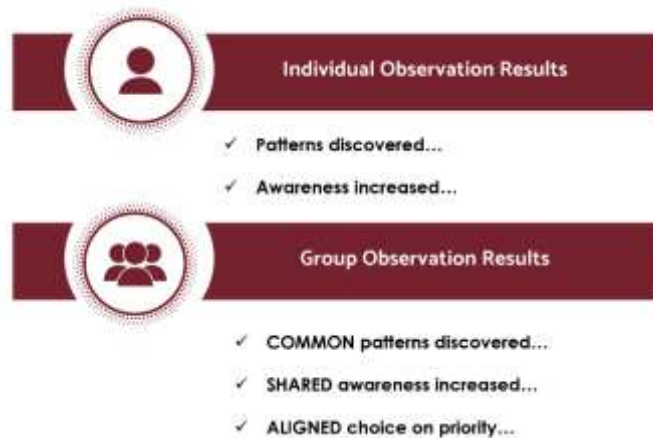 Individual Observation Results
✓ Patterns discovered...
✓ Awareness increased...
Group Observation Results
✓ COMMON patterns discovered...
✓ SHARED awareness increased...
✓ ALIGNED choice on priority...